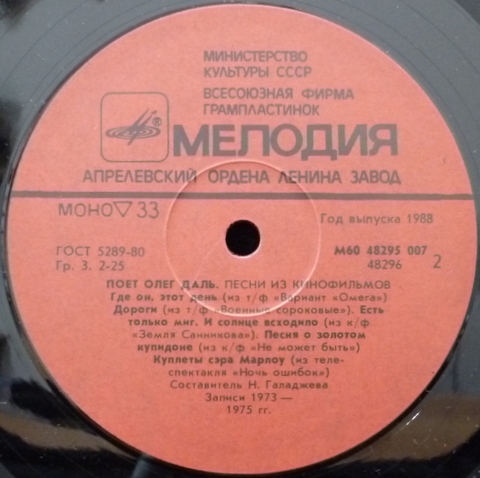 МИНИСТЕРСТВО
КУЛЬТУРЫ СССР
ВСЕСОЮЗНАЯ ФИРМА
ГРАМПЛАСТИНОК
МЕЛОДИЯ
АПРЕЛЕВСКИЙ ОРДЕНА ЛЕНИНА ЗАВОД
МОНО ▽ 33
Год выпуска 1988
ГОСТ 5289-80
М60 48295 007
Гр. 3. 2-25
48296
2
ПОЕТ ОЛЕГ ДАЛЬ. ПЕСНИ ИЗ КИНОФИЛЬМОВ
Где он, этот день (из т/ф «Вариант «Омега»)
Дороги (из т/ф «Военные сороковые»). Есть
только миг. И солнце всходило (из к/ф
«Земля Санникова»). Песня о золотом
купидоне (из к/ф «Не может быть»)
Куплеты сэра Марлоу (из теле-
спектакля «Ночь ошибок»)
Составитель Н. Галаджева
Записи 1973—
1975 гг.